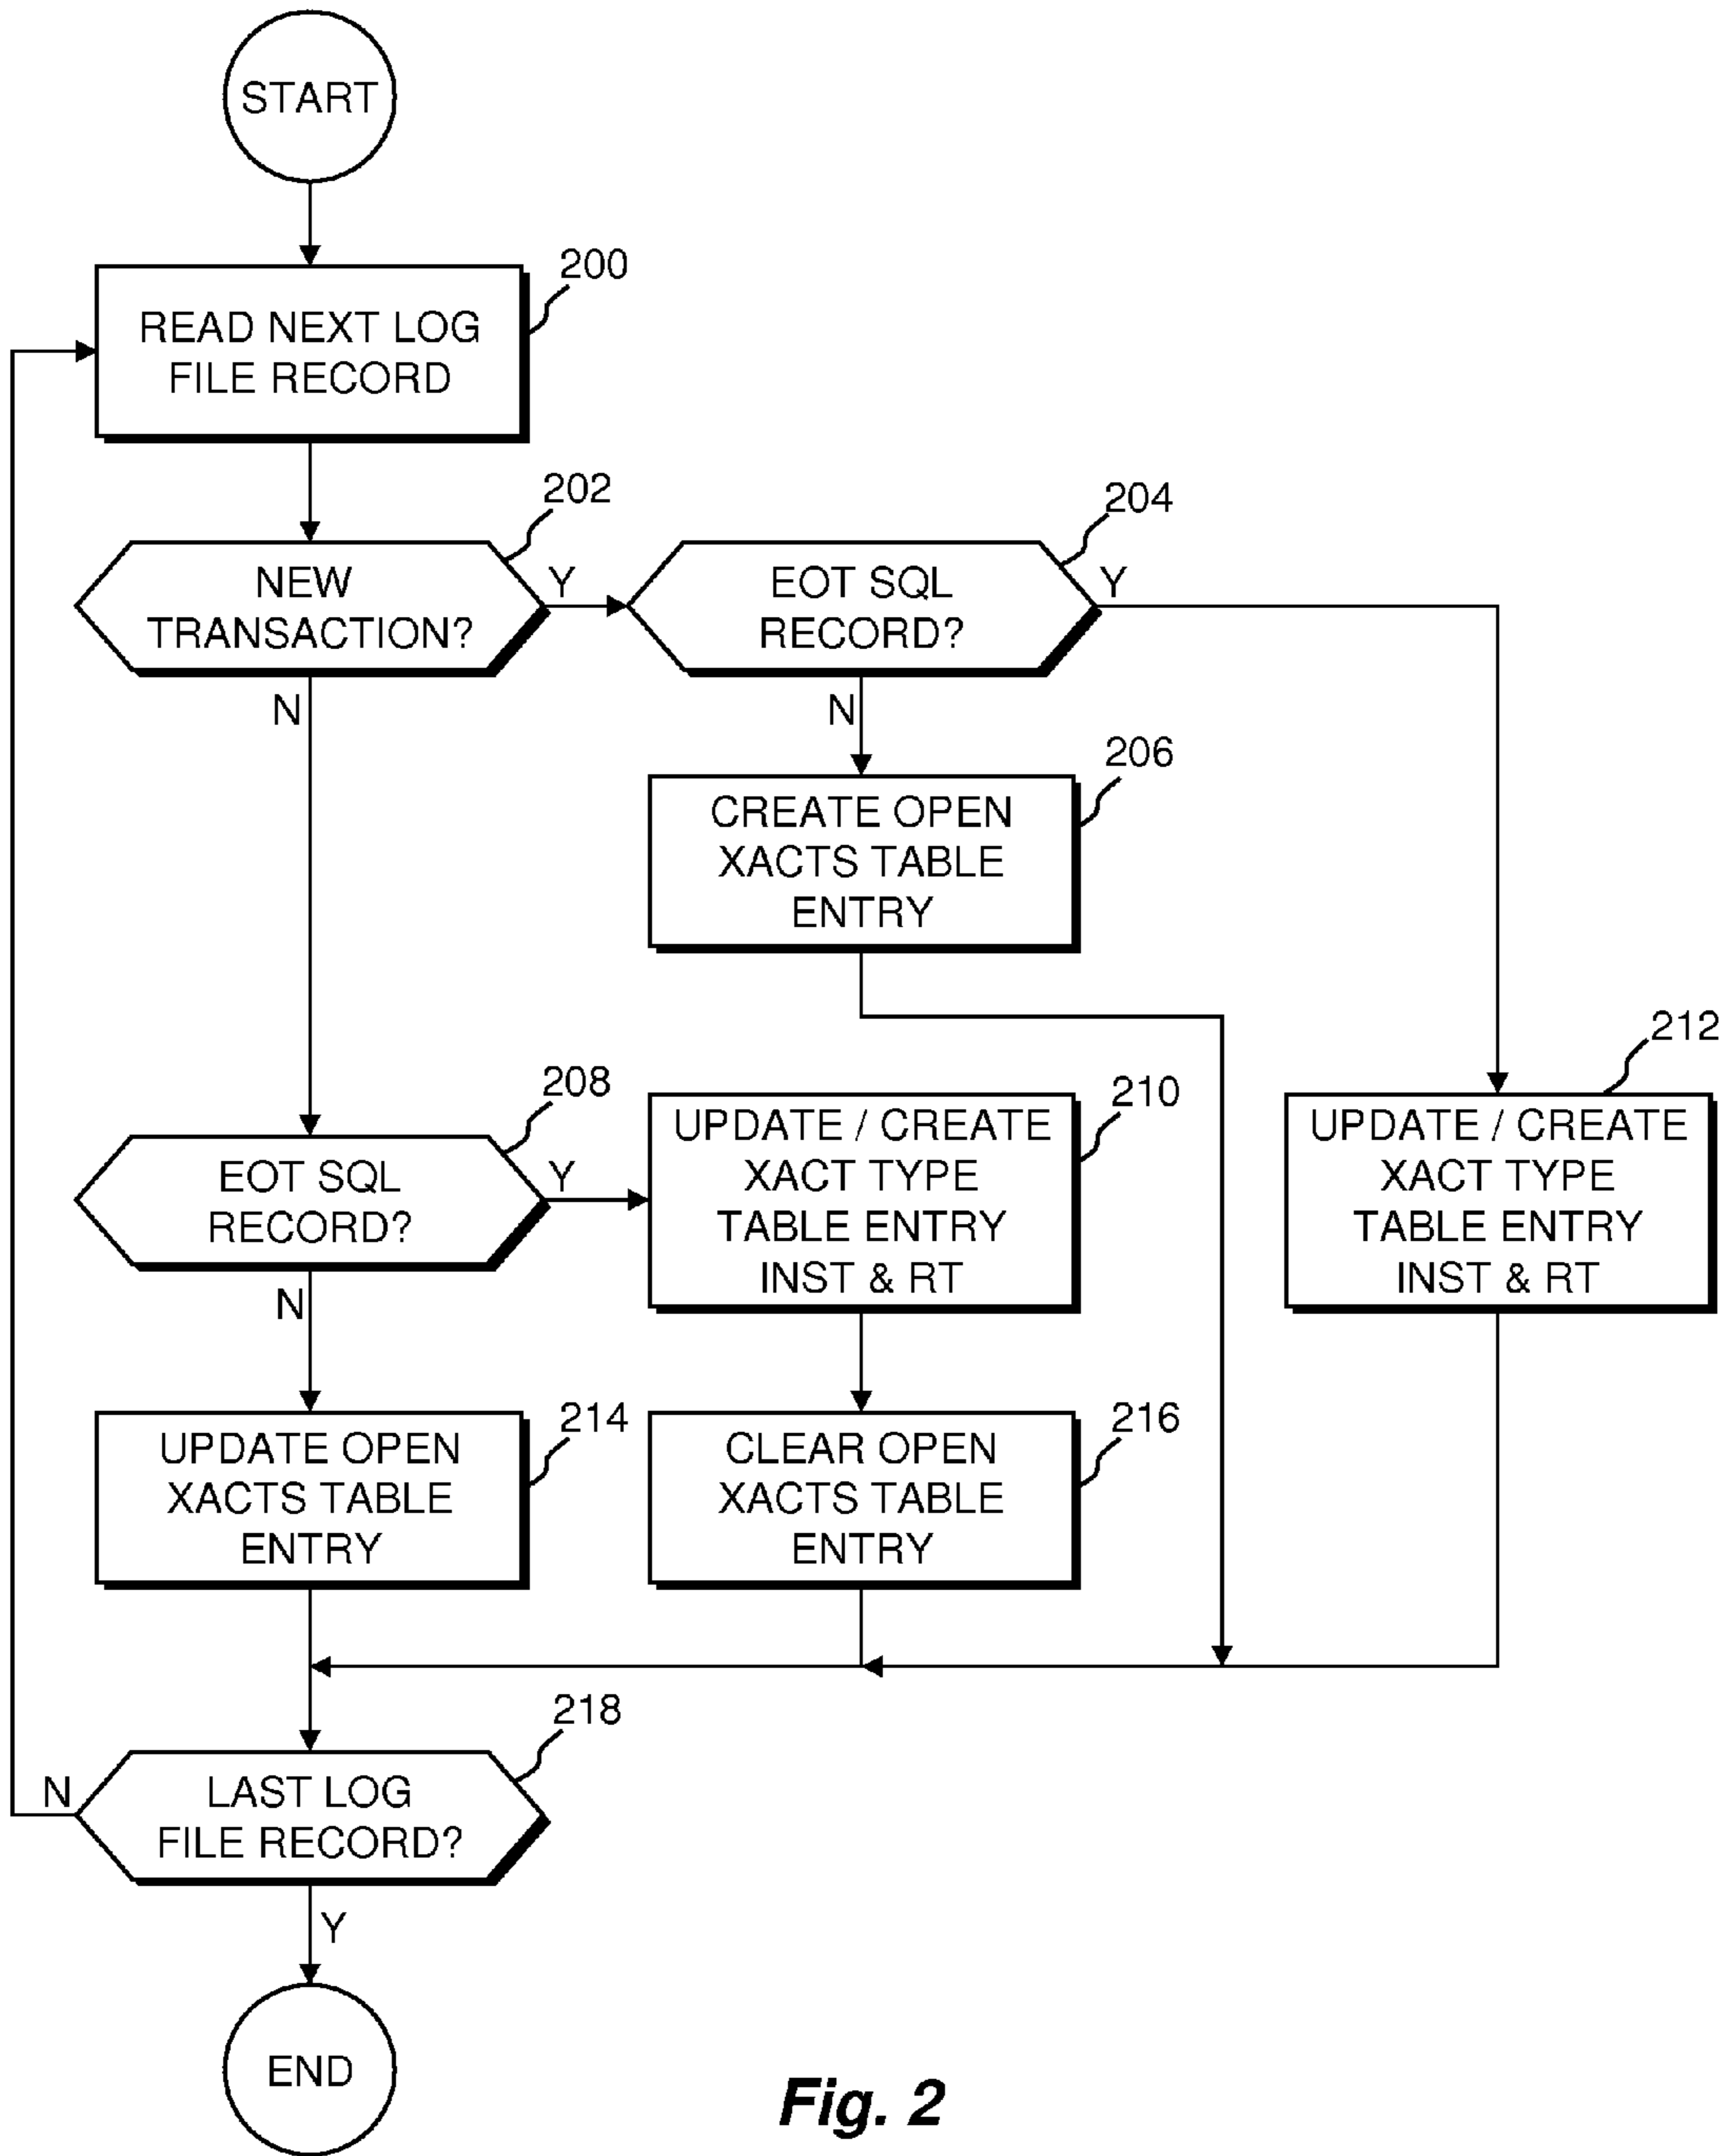 START
200
READ NEXT LOG
FILE RECORD
202
NEW
TRANSACTION?
Y
N
204
EOT SQL
RECORD?
Y
N
206
CREATE OPEN
XACTS TABLE
ENTRY
208
EOT SQL
RECORD?
Y
N
210
UPDATE / CREATE
XACT TYPE
TABLE ENTRY
INST & RT
212
UPDATE / CREATE
XACT TYPE
TABLE ENTRY
INST & RT
214
UPDATE OPEN
XACTS TABLE
ENTRY
216
CLEAR OPEN
XACTS TABLE
ENTRY
218
LAST LOG
FILE RECORD?
N
Y
END
Fig. 2